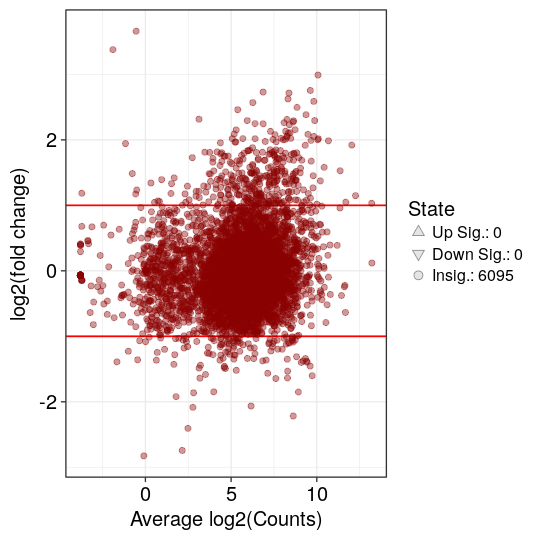 2
0
-2
log2(fold change)
0
5
10
Average log2(Counts)
State
Up Sig.: 0
Down Sig.: 0
Insig.: 6095